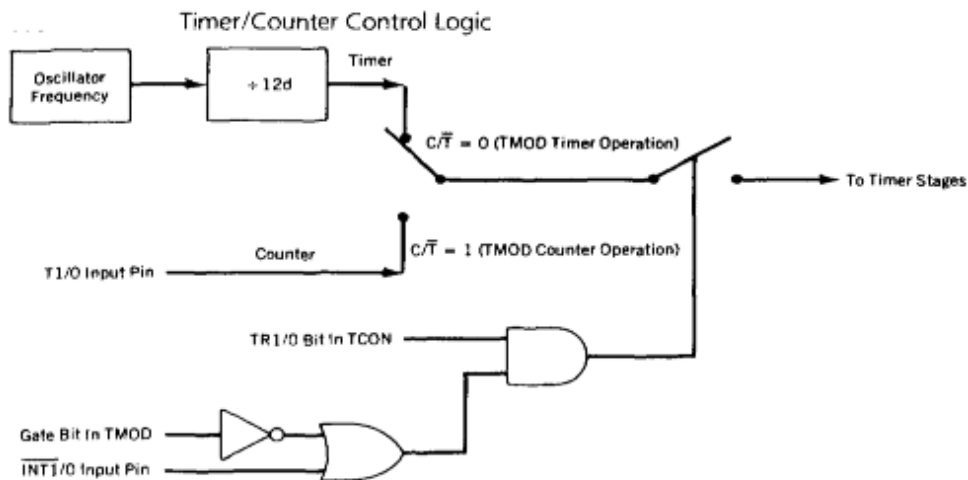 Timer/Counter Control Logic
Oscillator
Frequency
÷ 12d
Timer
C/T̅ = 0 (TMOD Timer Operation)
To Timer Stages
C/T̅ = 1 (TMOD Counter Operation)
Counter
T1/0 Input Pin
TR1/0 Bit In TCON
Gate Bit In TMOD
I̅N̅T̅1̅/0 Input Pin